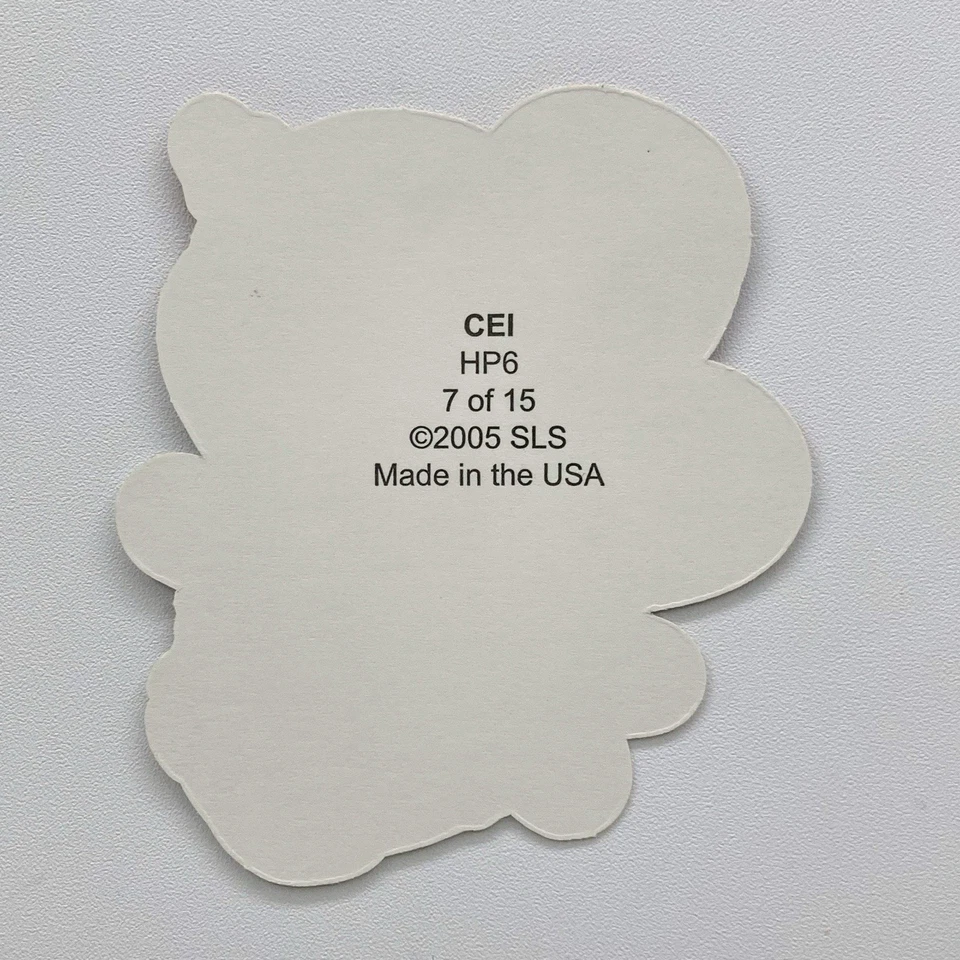 CEI
HP6
7 of 15
©2005 SLS
Made in the USA